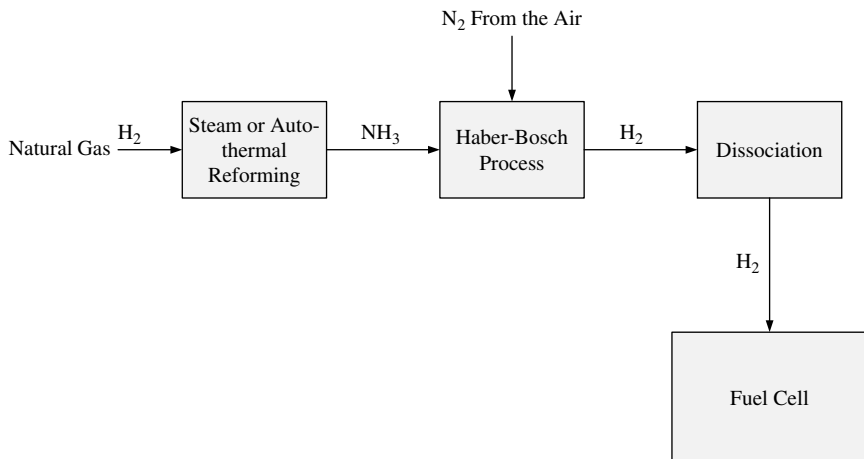 N₂ From the Air
Natural Gas
H₂
Steam or Auto-
thermal
Reforming
NH₃
Haber-Bosch
Process
H₂
Dissociation
H₂
Fuel Cell